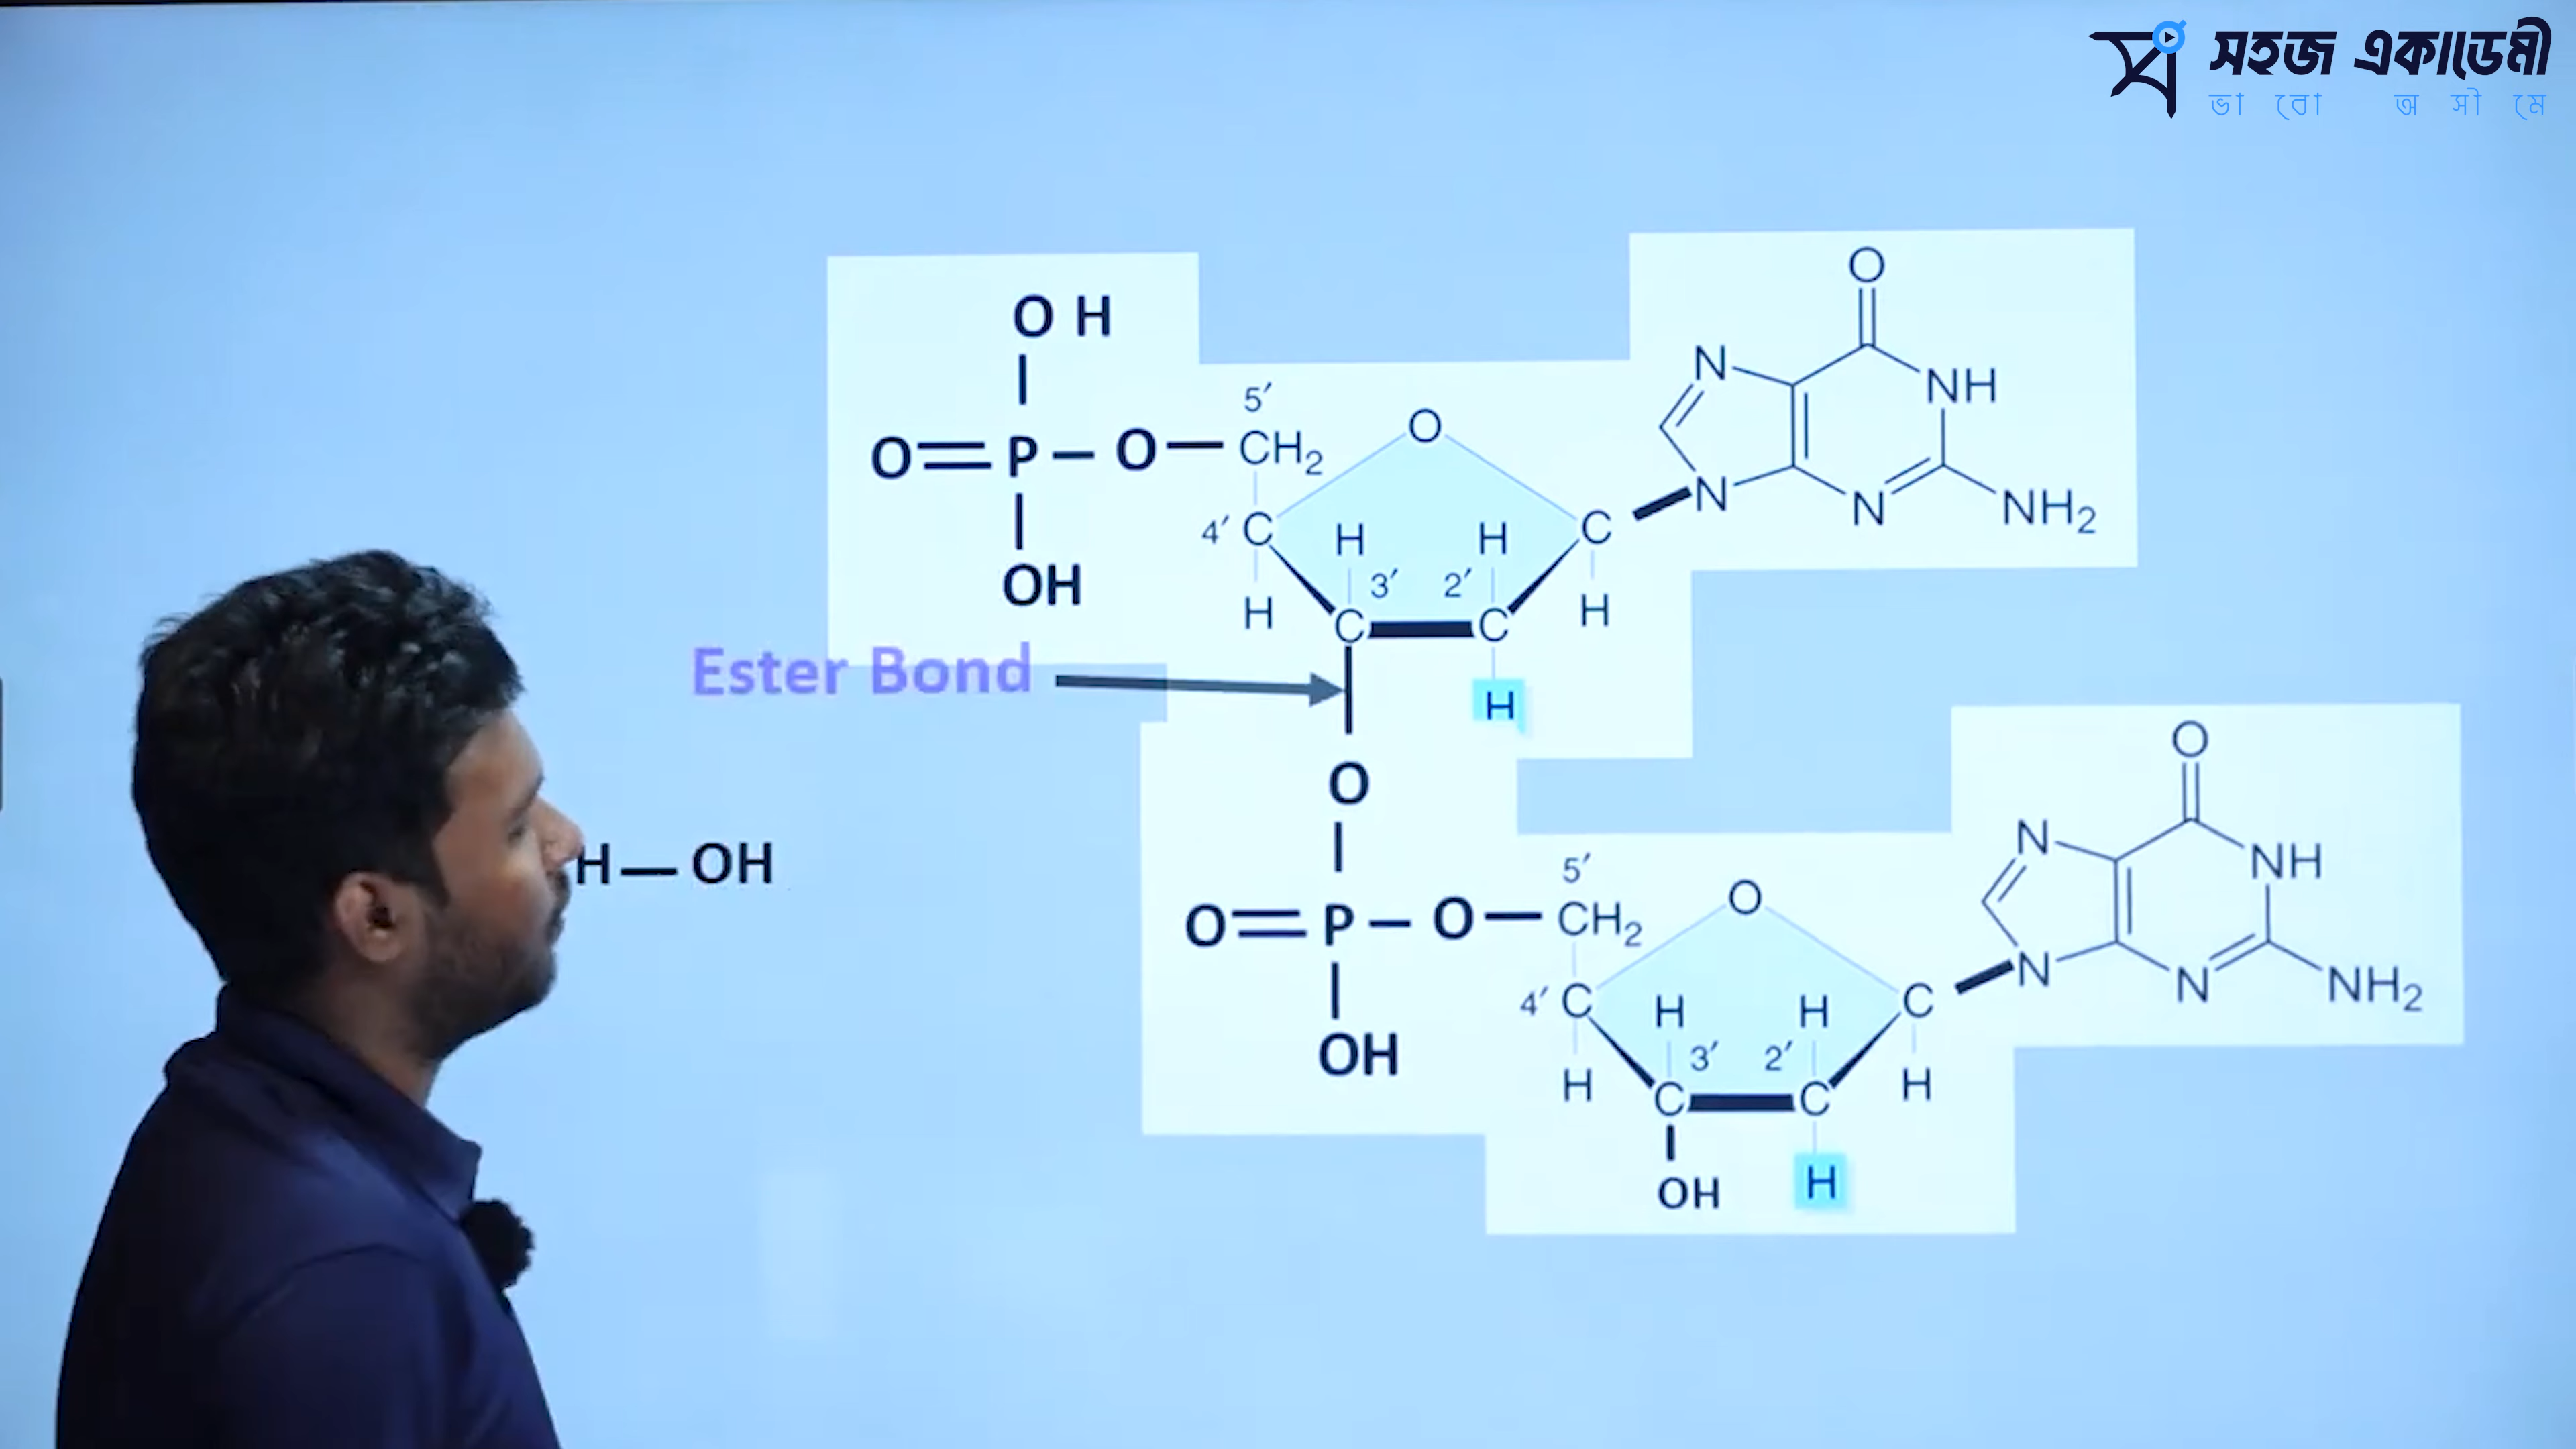 সহজ একাডেমী
ভা বো অ সী মে
O
O H
N
NH
5′
O
O=P-O-CH₂
N
N
NH₂
4′ C
H
H
C
OH
3′
2′
H
H
C
C
Ester Bond
H
O
O
H-OH
N
NH
5′
O
O=P-O-CH₂
N
N
NH₂
4′ C
H
H
C
OH
3′
2′
H
H
C
C
OH
H